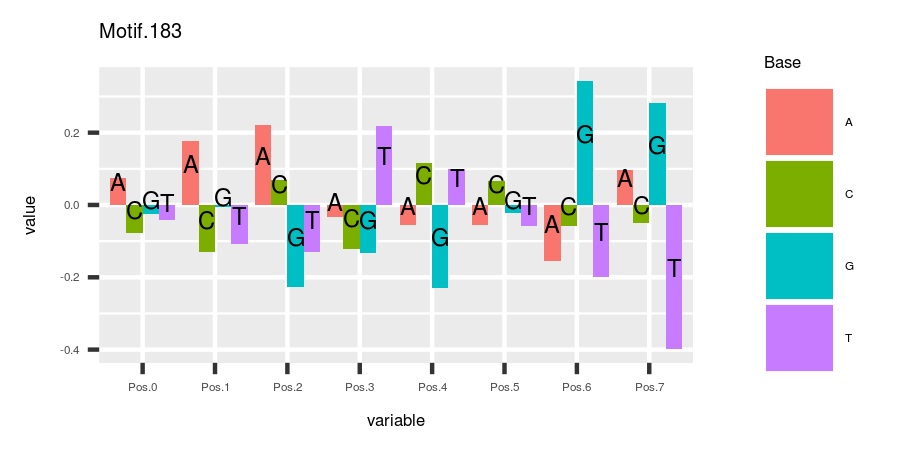 Motif.183
value
0.2
0.0
-0.2
-0.4
A C G T A C G T A C G T A C G T A C G T A C G T A C G T A C G T
Pos.0 Pos.1 Pos.2 Pos.3 Pos.4 Pos.5 Pos.6 Pos.7
variable
Base
A
C
G
T